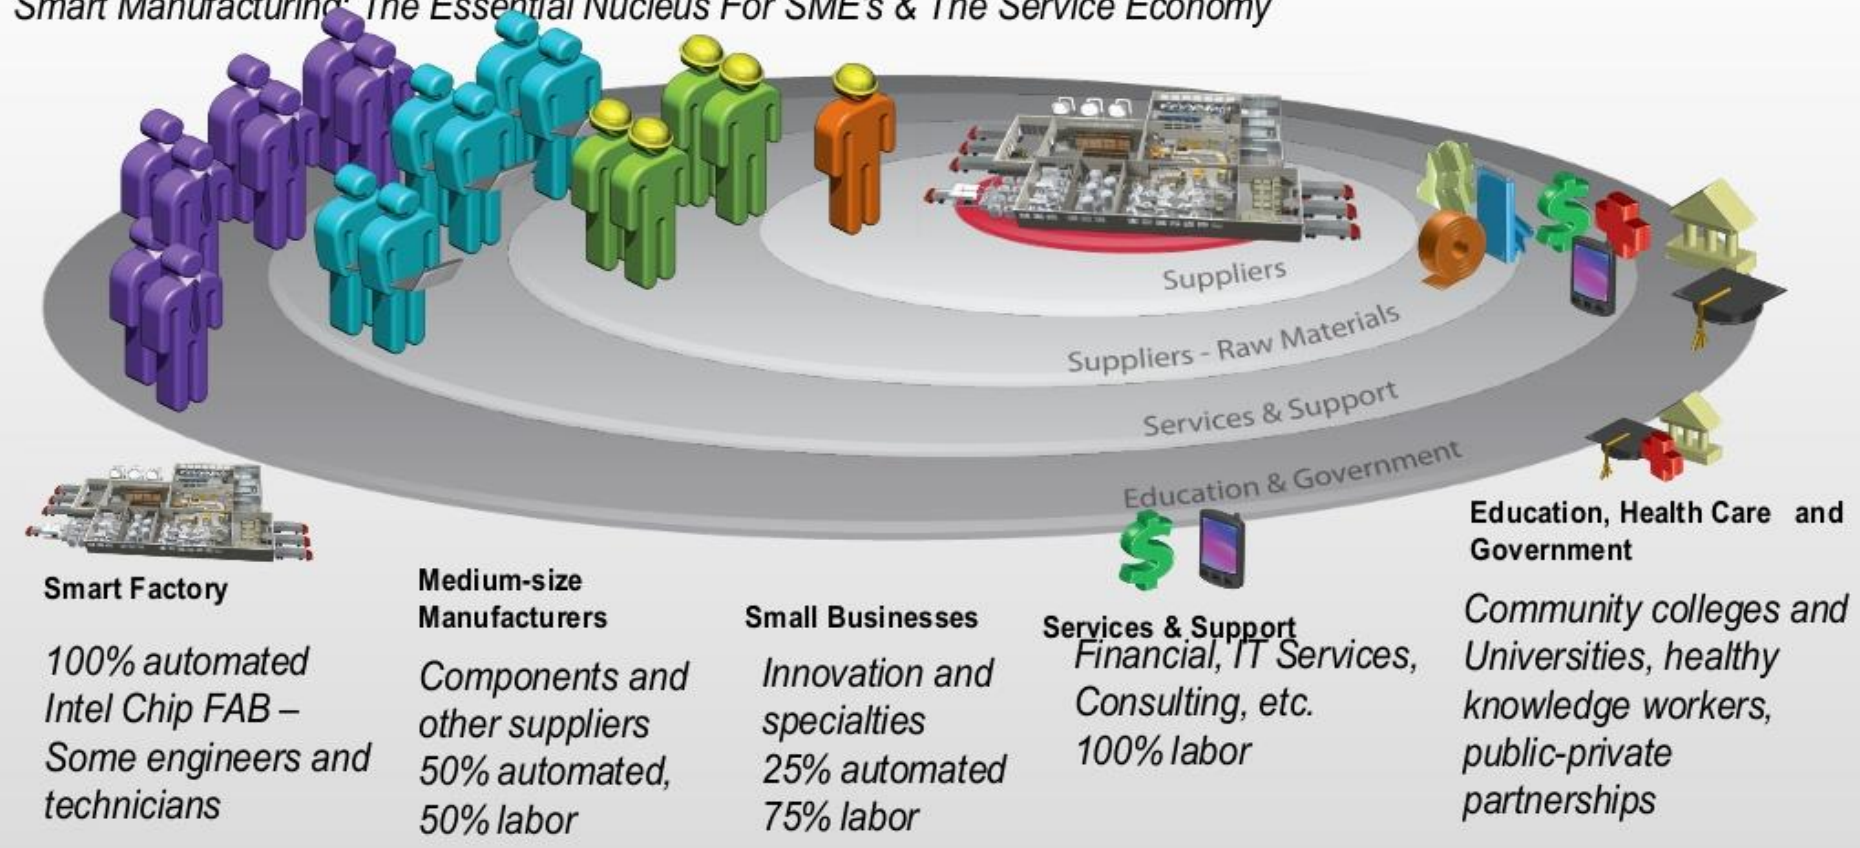 Smart Manufacturing: The Essential Nucleus For SME's & The Service Economy
Suppliers
Suppliers - Raw Materials
Services & Support
Education & Government
Smart Factory
100% automated
Intel Chip FAB –
Some engineers and
technicians
Medium-size
Manufacturers
Components and
other suppliers
50% automated,
50% labor
Small Businesses
Innovation and
specialties
25% automated
75% labor
Services & Support
Financial, IT Services,
Consulting, etc.
100% labor
Education, Health Care and
Government
Community colleges and
Universities, healthy
knowledge workers,
public-private
partnerships